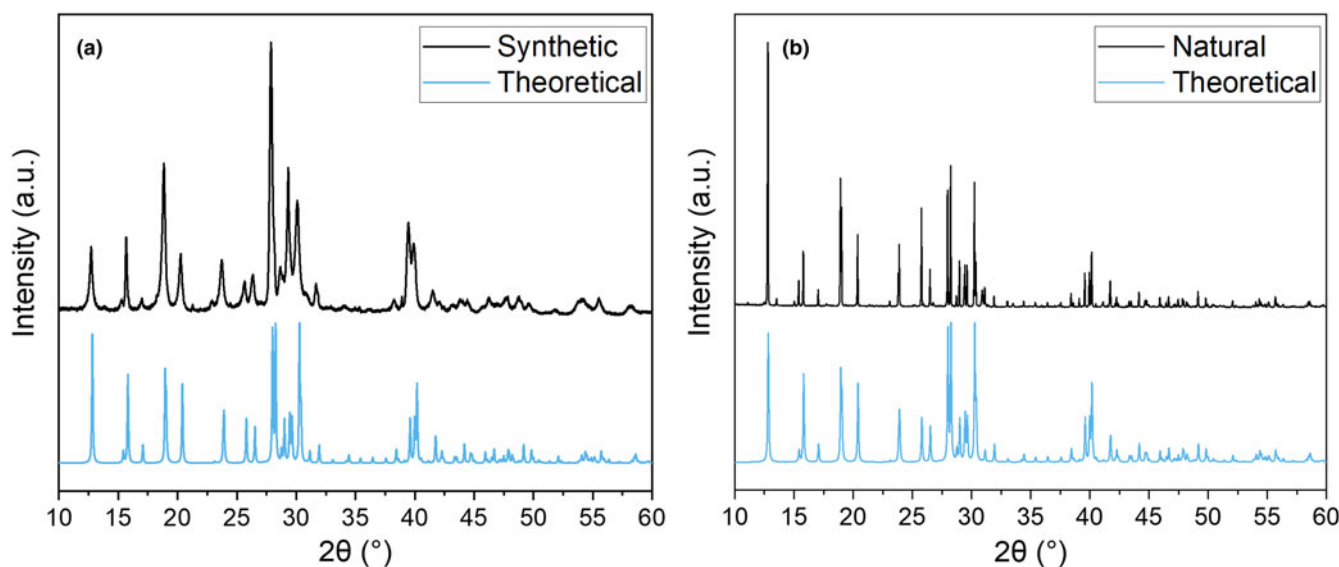 (a)
Synthetic
Theoretical
Intensity (a.u.)
10 15 20 25 30 35 40 45 50 55 60
2θ (°)
(b)
Natural
Theoretical
Intensity (a.u.)
10 15 20 25 30 35 40 45 50 55 60
2θ (°)